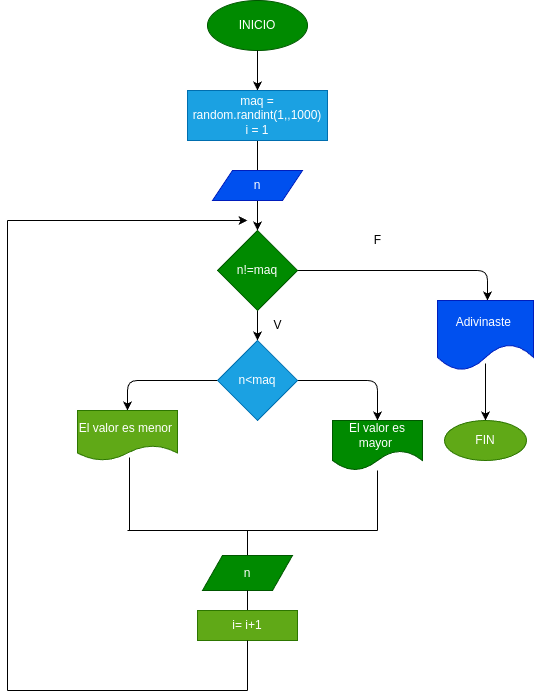 INICIO
maq =
random.randint(1,,1000)
i = 1
n
n!=maq
F
Adivinaste
V
n<maq
El valor es menor
El valor es
mayor
FIN
n
i= i+1